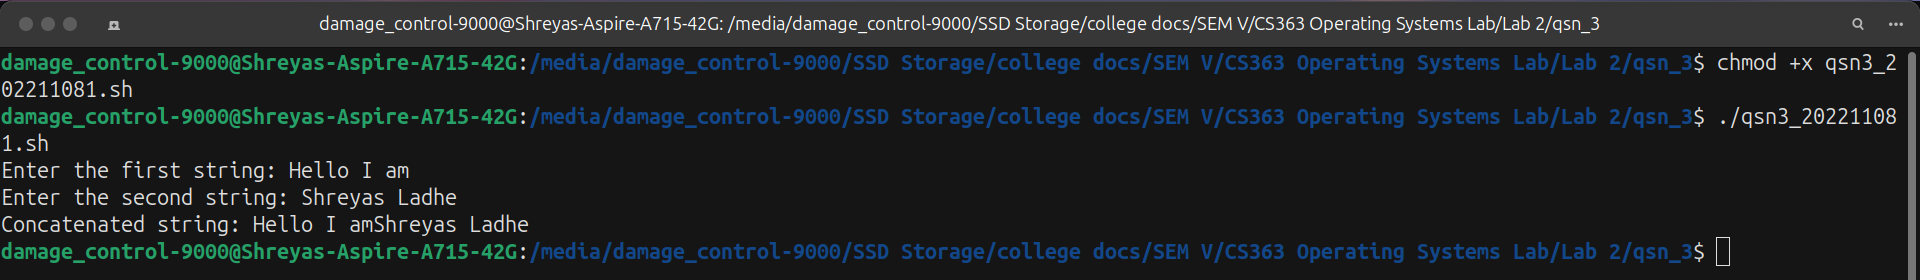 damage_control-9000@Shreyas-Aspire-A715-42G: /media/damage_control-9000/SSD Storage/college docs/SEM V/CS363 Operating Systems Lab/Lab 2/qsn_3
damage_control-9000@Shreyas-Aspire-A715-42G:/media/damage_control-9000/SSD Storage/college docs/SEM V/CS363 Operating Systems Lab/Lab 2/qsn_3$ chmod +x qsn3_2
02211081.sh
damage_control-9000@Shreyas-Aspire-A715-42G:/media/damage_control-9000/SSD Storage/college docs/SEM V/CS363 Operating Systems Lab/Lab 2/qsn_3$ ./qsn3_20221108
1.sh
Enter the first string: Hello I am
Enter the second string: Shreyas Ladhe
Concatenated string: Hello I amShreyas Ladhe
damage_control-9000@Shreyas-Aspire-A715-42G:/media/damage_control-9000/SSD Storage/college docs/SEM V/CS363 Operating Systems Lab/Lab 2/qsn_3$